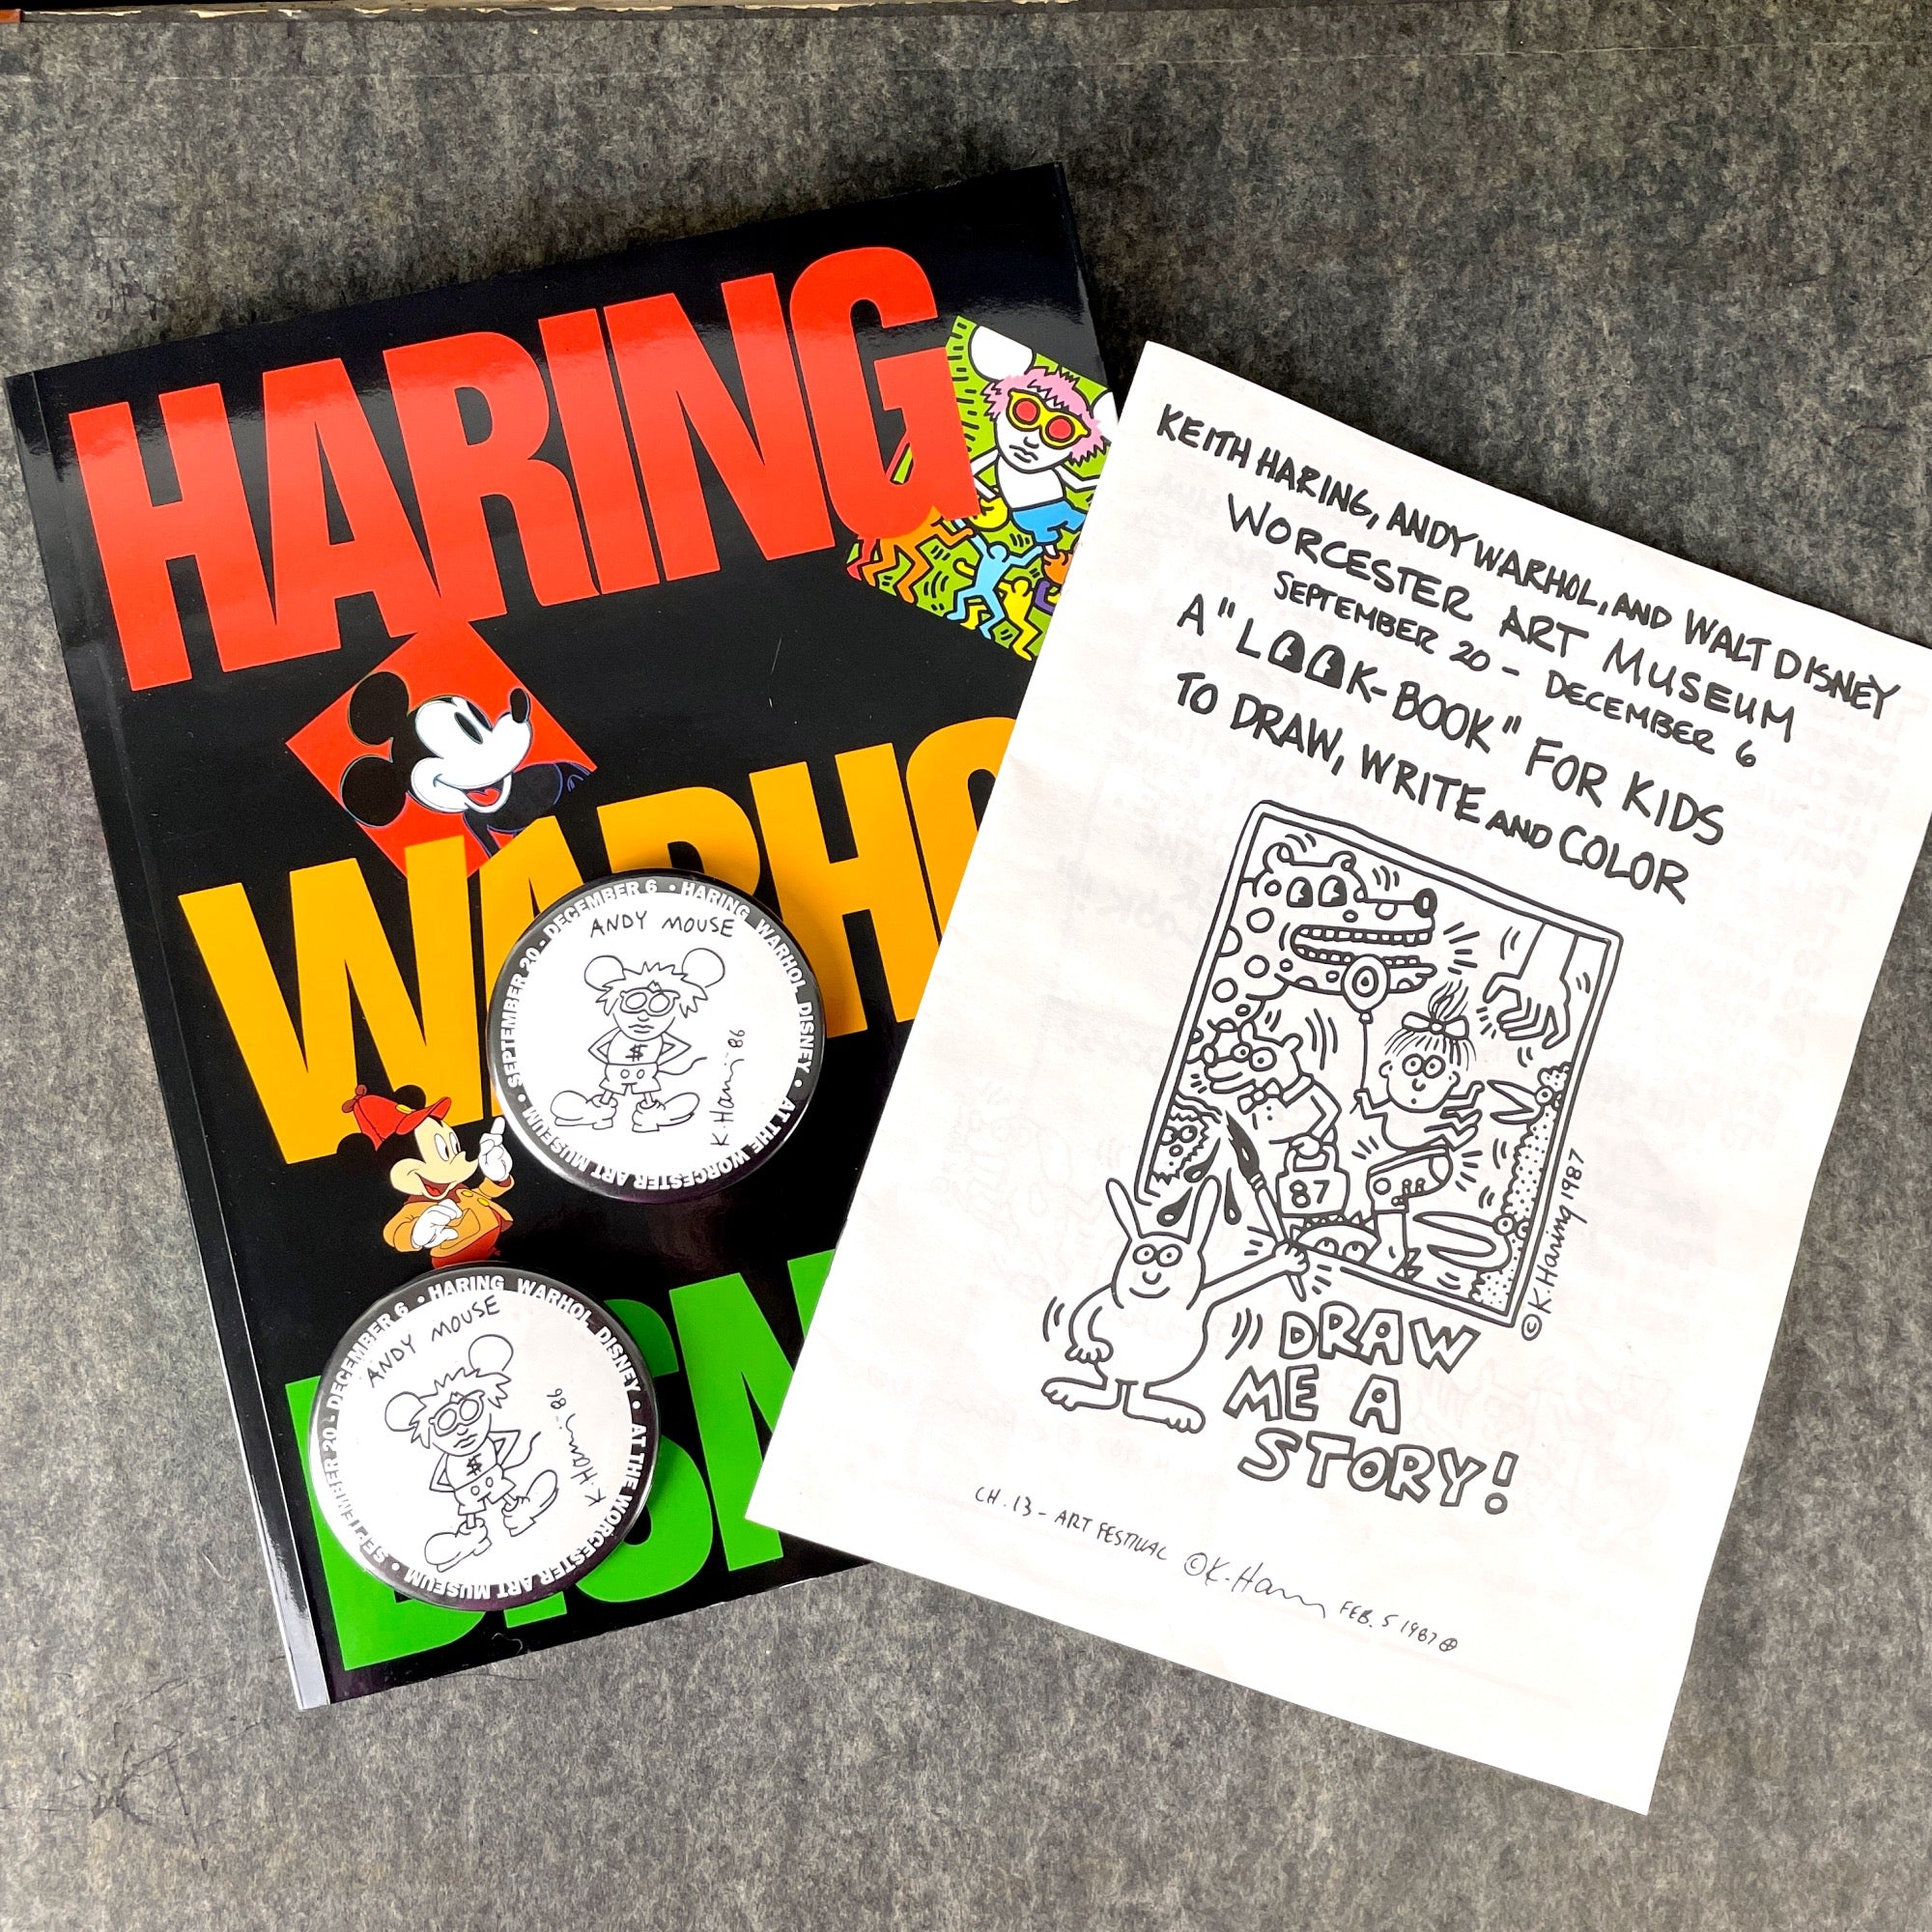 HARING
WARHO
DISN
ANDY MOUSE
$
K. Haring 86
SEPTEMBER 20 - DECEMBER 6 • HARING WARHOL DISNEY • AT THE WORCESTER ART MUSEUM •
ANDY MOUSE
$
K. Haring 86
SEPTEMBER 20 - DECEMBER 6 • HARING WARHOL DISNEY • AT THE WORCESTER ART MUSEUM •
KEITH HARING, ANDY WARHOL, AND WALT DISNEY
WORCESTER ART MUSEUM
SEPTEMBER 20 - DECEMBER 6
A "LOOK-BOOK" FOR KIDS
TO DRAW, WRITE AND COLOR
87
© K. Haring 1987
DRAW
ME A
STORY!
CH. 13 - ART FESTIVAL © K. Haring FEB. 5 1987 ⊕